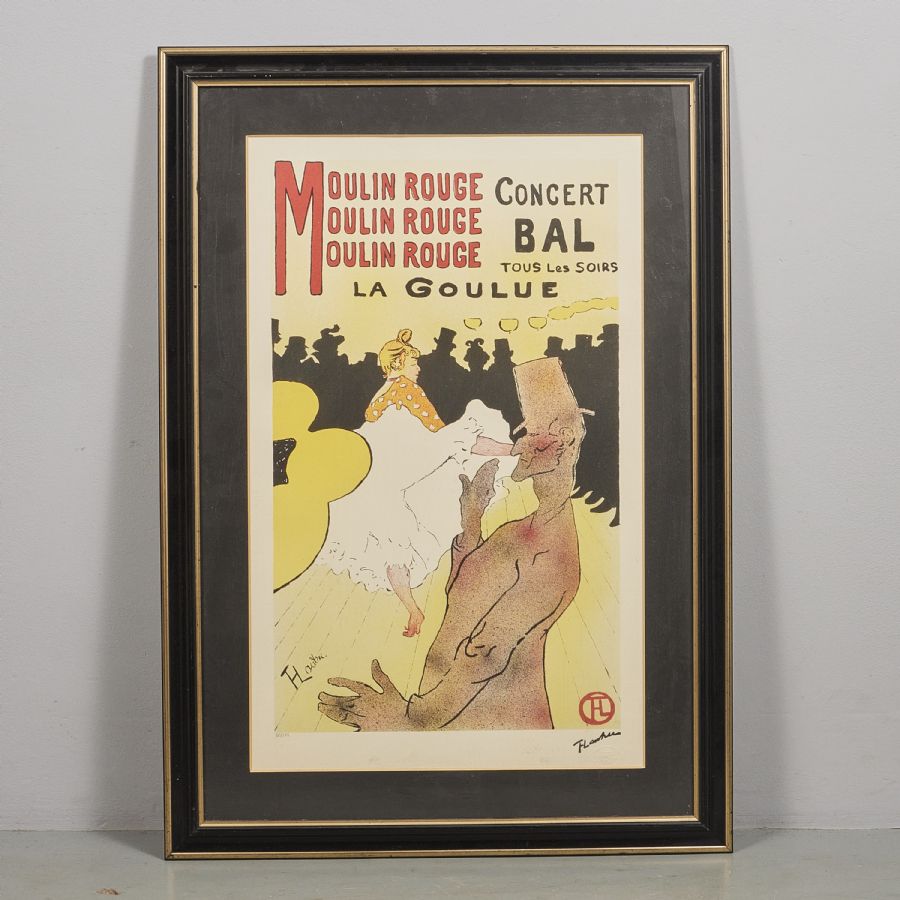 MOULIN ROUGE
MOULIN ROUGE
MOULIN ROUGE
CONCERT
BAL
TOUS Les SOIRS
LA GOULUE